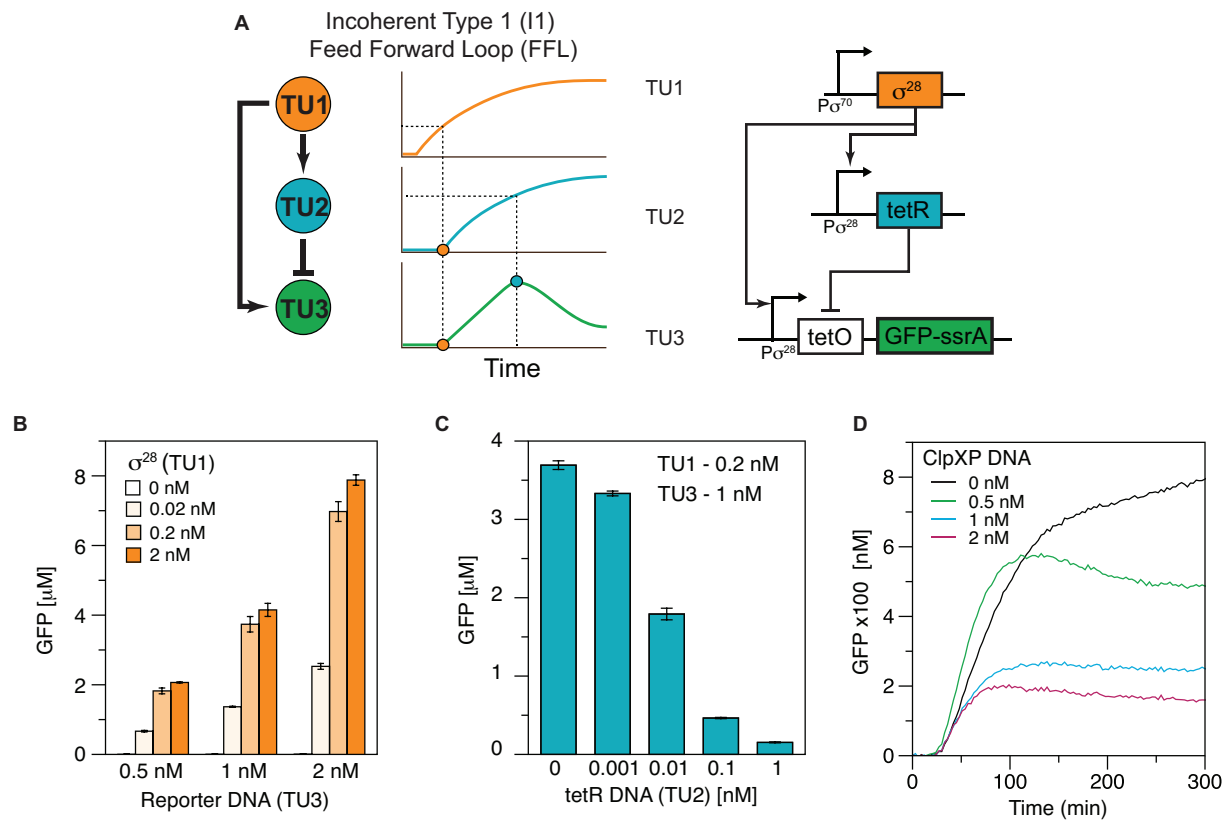 A
Incoherent Type 1 (I1)
Feed Forward Loop (FFL)
TU1
TU2
TU3
TU1
TU2
TU3
Time
Pσ70
σ28
Pσ28
tetR
Pσ28
tetO
GFP-ssrA
B
GFP [μM]
8
6
4
2
0
σ28 (TU1)
0 nM
0.02 nM
0.2 nM
2 nM
0.5 nM
1 nM
2 nM
Reporter DNA (TU3)
C
GFP [μM]
4
3
2
1
0
TU1 - 0.2 nM
TU3 - 1 nM
0
0.001
0.01
0.1
1
tetR DNA (TU2) [nM]
D
GFP x100 [nM]
8
6
4
2
0
ClpXP DNA
0 nM
0.5 nM
1 nM
2 nM
0
100
200
300
Time (min)